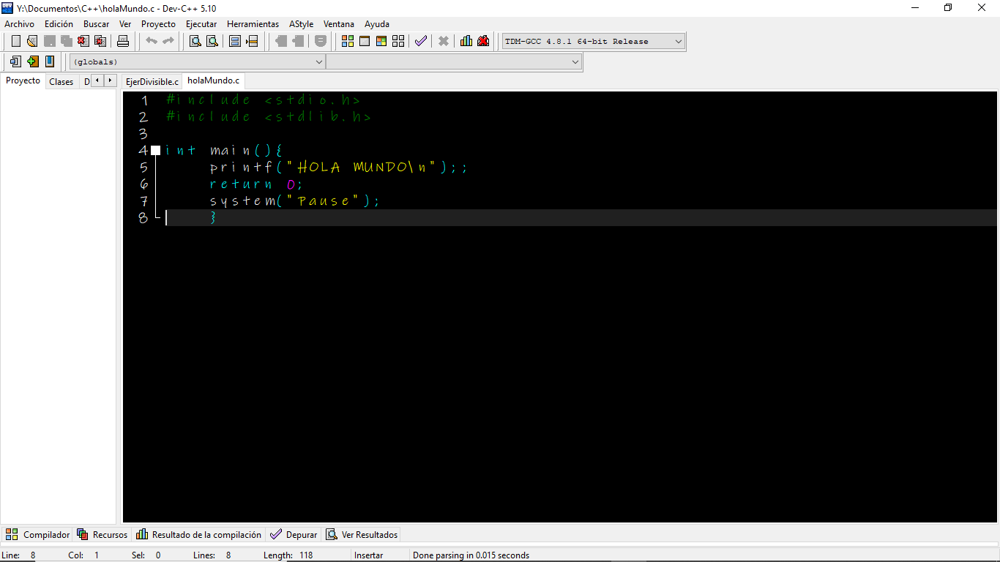 Y:\Documentos\C++\holaMundo.c - Dev-C++ 5.10
Archivo Edición Buscar Ver Proyecto Ejecutar Herramientas AStyle Ventana Ayuda
TDM-GCC 4.8.1 64-bit Release
(globals)
Proyecto Clases D EjerDivisible.c holaMundo.c
1 #include <stdio.h>
2 #include <stdlib.h>
3
4 int main(){
5 printf("HOLA MUNDO\n");;
6 return 0;
7 system("Pause");
8 }
Compilador Recursos Resultado de la compilación Depurar Ver Resultados
Line: 8 Col: 1 Sel: 0 Lines: 8 Length: 118 Insertar Done parsing in 0.015 seconds